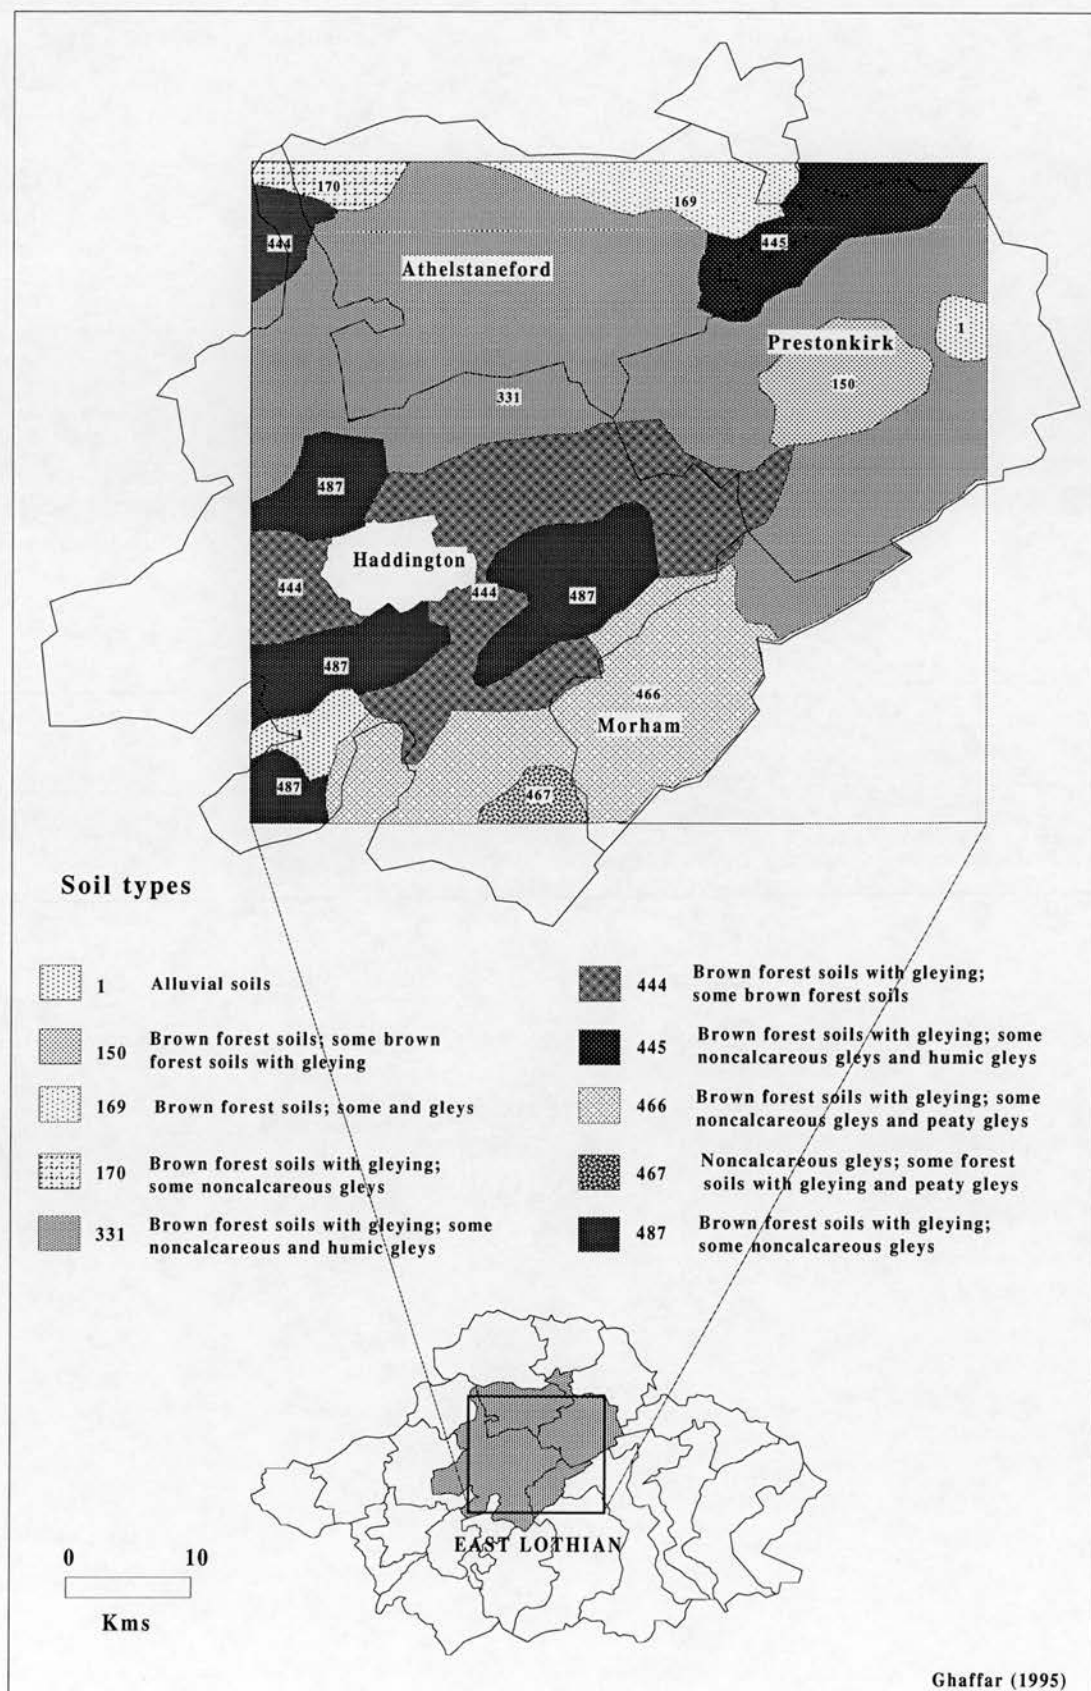 170
169
444
445
Athelstaneford
1
Prestonkirk
150
331
487
Haddington
444
444
487
487
466
Morham
1
487
467
Soil types
1 Alluvial soils
150 Brown forest soils; some brown
forest soils with gleying
169 Brown forest soils; some and gleys
170 Brown forest soils with gleying;
some noncalcareous gleys
331 Brown forest soils with gleying; some
noncalcareous and humic gleys
444 Brown forest soils with gleying;
some brown forest soils
445 Brown forest soils with gleying; some
noncalcareous gleys and humic gleys
466 Brown forest soils with gleying; some
noncalcareous gleys and peaty gleys
467 Noncalcareous gleys; some forest
soils with gleying and peaty gleys
487 Brown forest soils with gleying;
some noncalcareous gleys
EAST LOTHIAN
0 10
Kms
Ghaffar (1995)